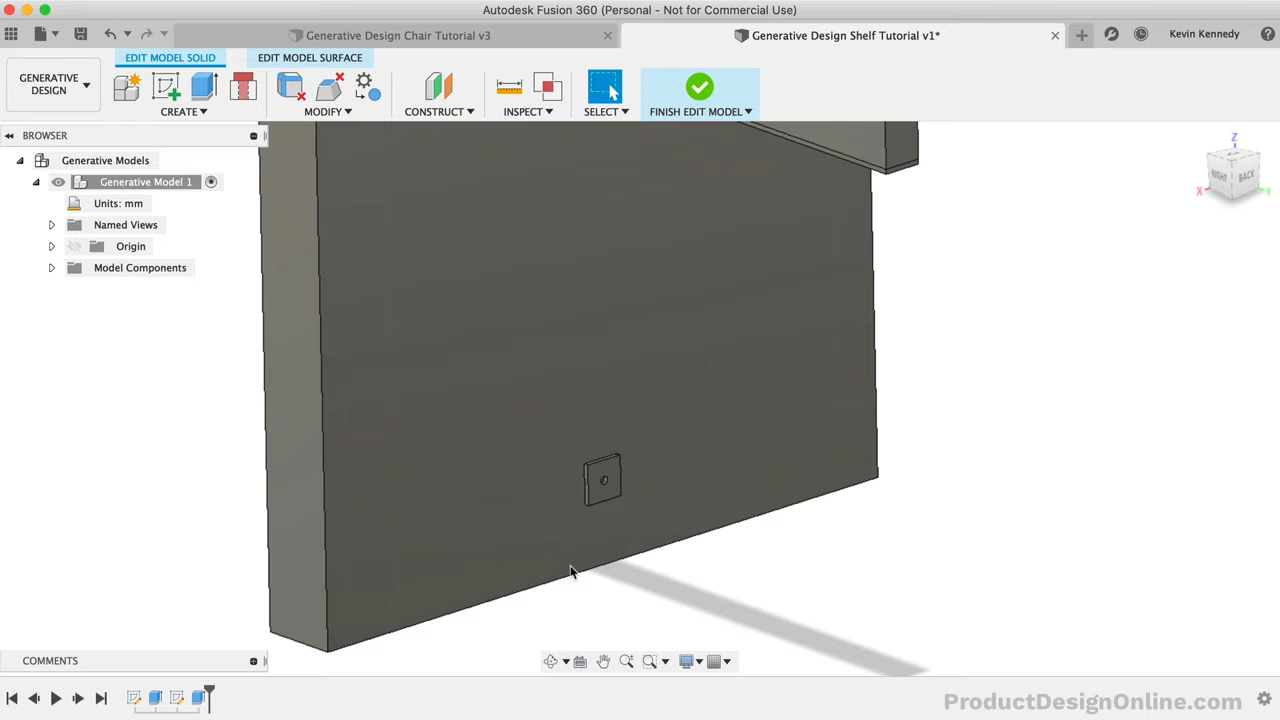 Autodesk Fusion 360 (Personal - Not for Commercial Use)
Generative Design Chair Tutorial v3
Generative Design Shelf Tutorial v1*
Kevin Kennedy
EDIT MODEL SOLID
EDIT MODEL SURFACE
GENERATIVE
DESIGN
CREATE
MODIFY
CONSTRUCT
INSPECT
SELECT
FINISH EDIT MODEL
BROWSER
Generative Models
Generative Model 1
Units: mm
Named Views
Origin
Model Components
Z
RIGHT
BACK
X
Y
COMMENTS
ProductDesignOnline.com